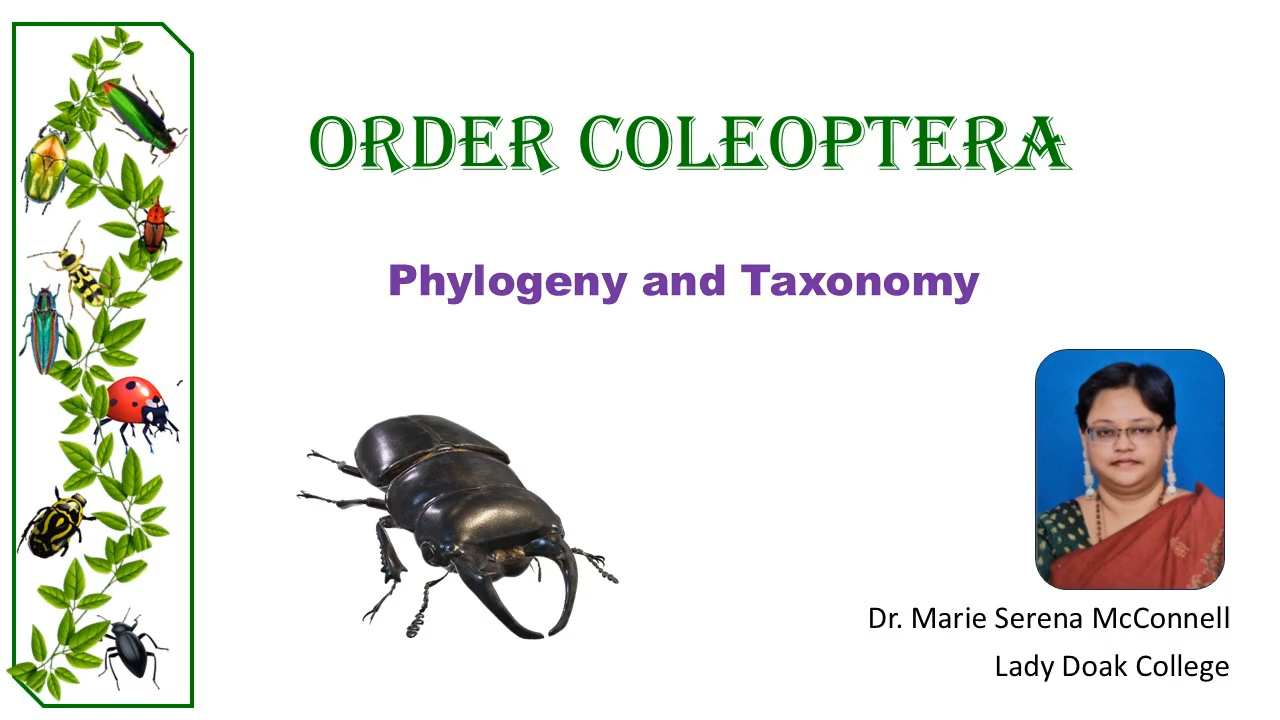 ORDER COLEOPTERA
Phylogeny and Taxonomy
Dr. Marie Serena McConnell
Lady Doak College